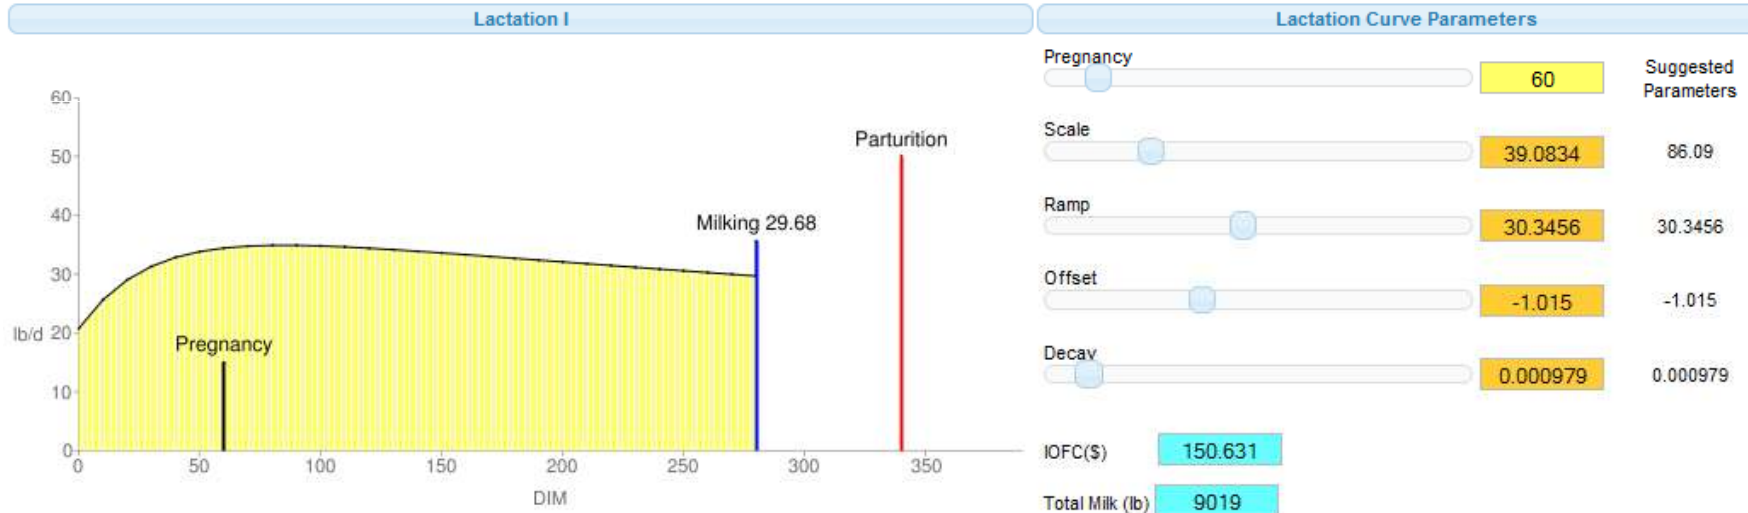 Lactation I
60
50
40
30
lb/d 20
10
0
0 50 100 150 200 250 300 350
DIM
Pregnancy
Milking 29.68
Parturition
Lactation Curve Parameters
Suggested
Parameters
Pregnancy
60
Scale
39.0834 86.09
Ramp
30.3456 30.3456
Offset
-1.015 -1.015
Decay
0.000979 0.000979
IOFC($) 150.631
Total Milk (lb) 9019